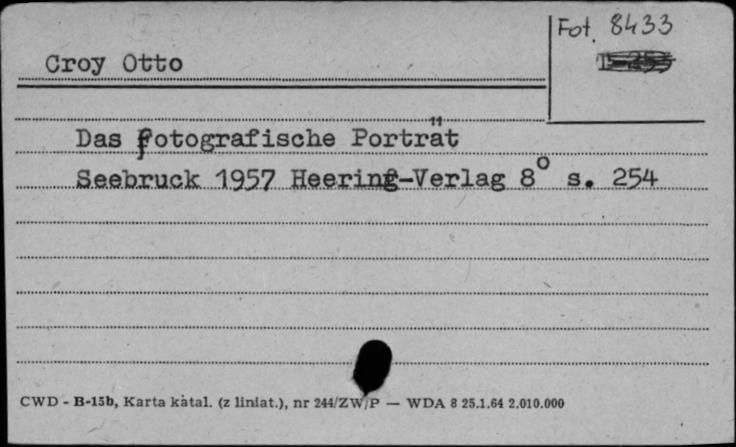 Fot. 8433
Croy Otto
Das fotografische Porträt
Seebruck 1957 Heering-Verlag 8° s. 254
CWD - B-15b, Karta katal. (z liniat.), nr 244/ZW/P — WDA 8 25.1.64 2.010.000